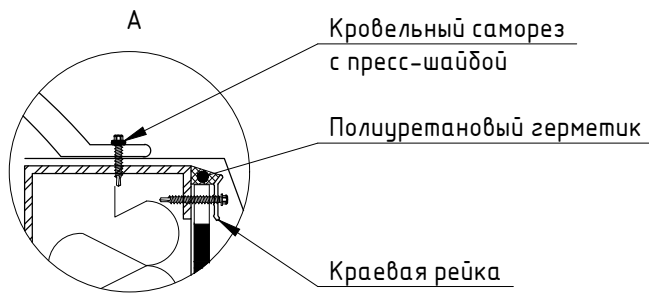 А
Кровельный саморез
с пресс-шайбой
Полиуретановый герметик
Краевая рейка